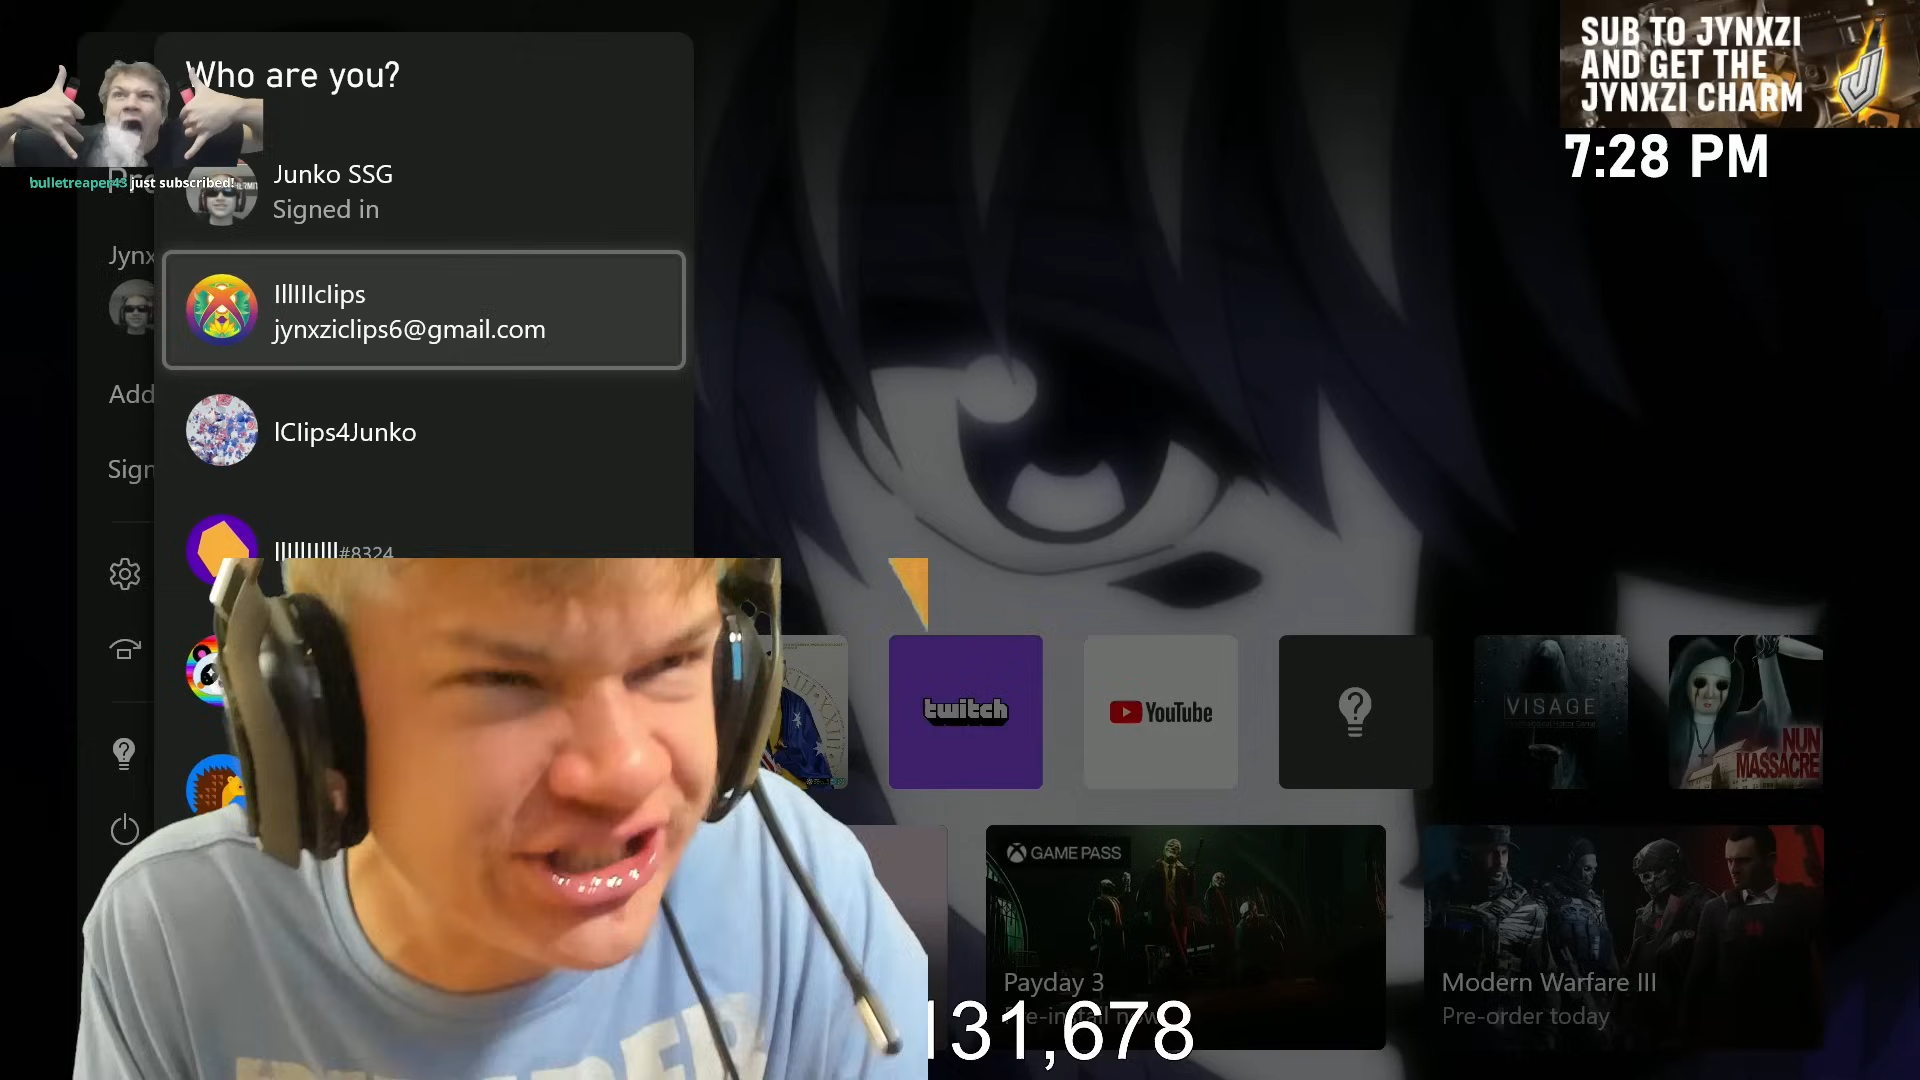 Who are you?
bulletreaper43 just subscribed!
Junko SSG
Signed in
Jynx
IllIIIclips
jynxziclips6@gmail.com
Add
lClips4Junko
Sign
#8324
SUB TO JYNXZI
AND GET THE
JYNXZI CHARM
7:28 PM
twitch
YouTube
VISAGE
NUN
MASSACRE
GAME PASS
Payday 3
Modern Warfare III
Pre-order today
131,678